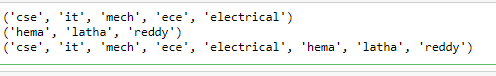 ('cse', 'it', 'mech', 'ece', 'electrical')
('hema', 'latha', 'reddy')
('cse', 'it', 'mech', 'ece', 'electrical', 'hema', 'latha', 'reddy')